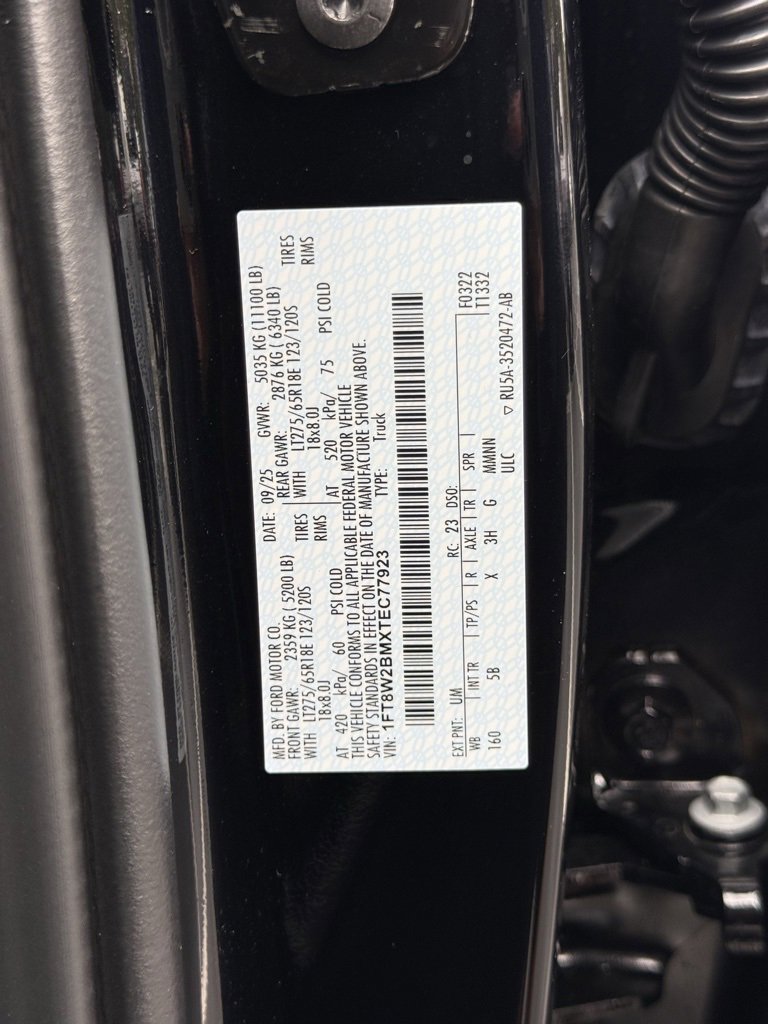 MFD. BY FORD MOTOR CO.
DATE: 09/25 GVWR: 5035 KG (11100 LB)
FRONT GAWR: 2359 KG ( 5200 LB)
REAR GAWR: 2876 KG ( 6340 LB)
WITH LT275/65R18E 123/120S TIRES
WITH LT275/65R18E 123/120S TIRES
18x8.0J RIMS
18x8.0J RIMS
AT 420 kPa/ 60 PSI COLD
AT 520 kPa/ 75 PSI COLD
THIS VEHICLE CONFORMS TO ALL APPLICABLE FEDERAL MOTOR VEHICLE
SAFETY STANDARDS IN EFFECT ON THE DATE OF MANUFACTURE SHOWN ABOVE.
VIN: 1FT8W2BMXTEC77923 TYPE: Truck
EXT PNT: UM RC: 23 DSO: F0322
WB INT TR TP/PS R AXLE TR SPR T1332
160 5B X 3H G MMNN
ULC ▽ RU5A-3520472-AB